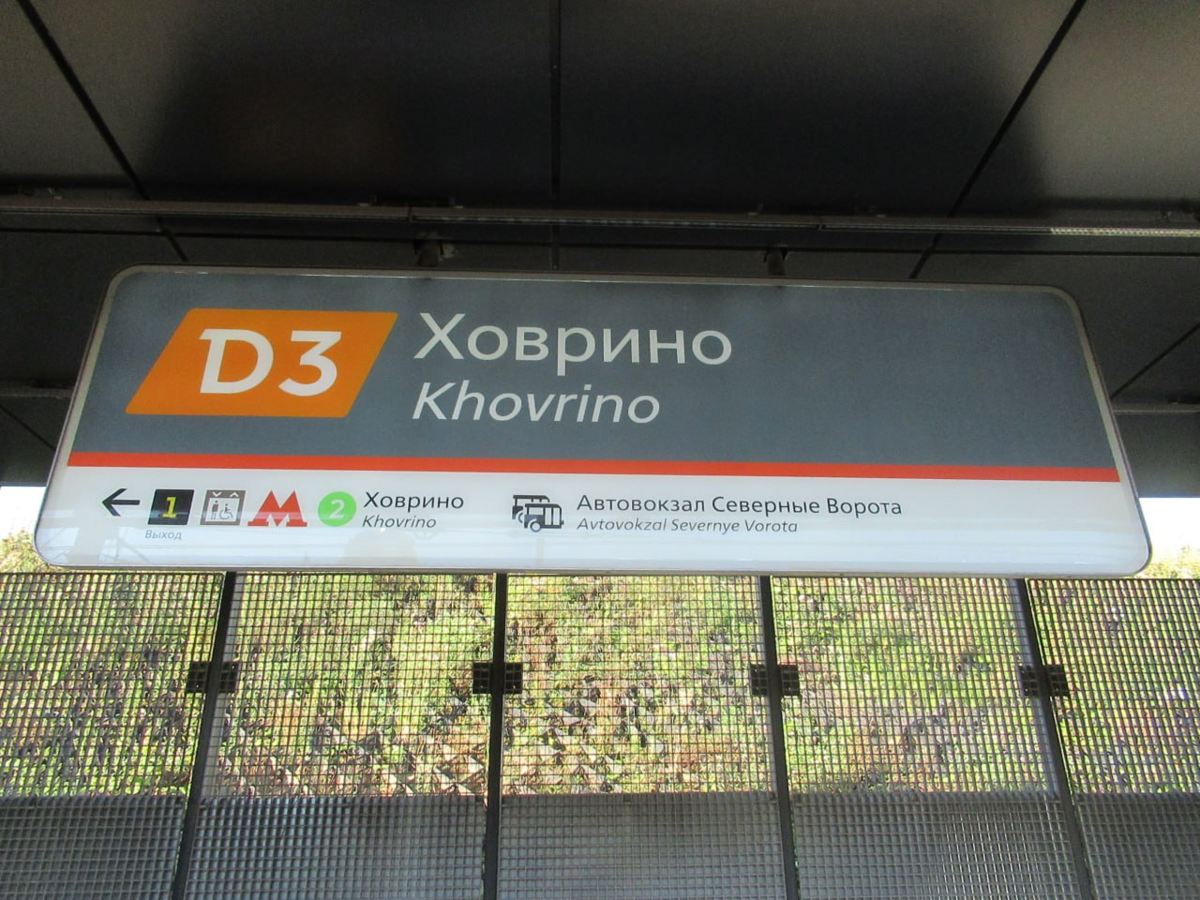 D3 Ховрино
Khovrino
1 М 2 Ховрино
Выход Khovrino
Автовокзал Северные Ворота
Avtovokzal Severnye Vorota